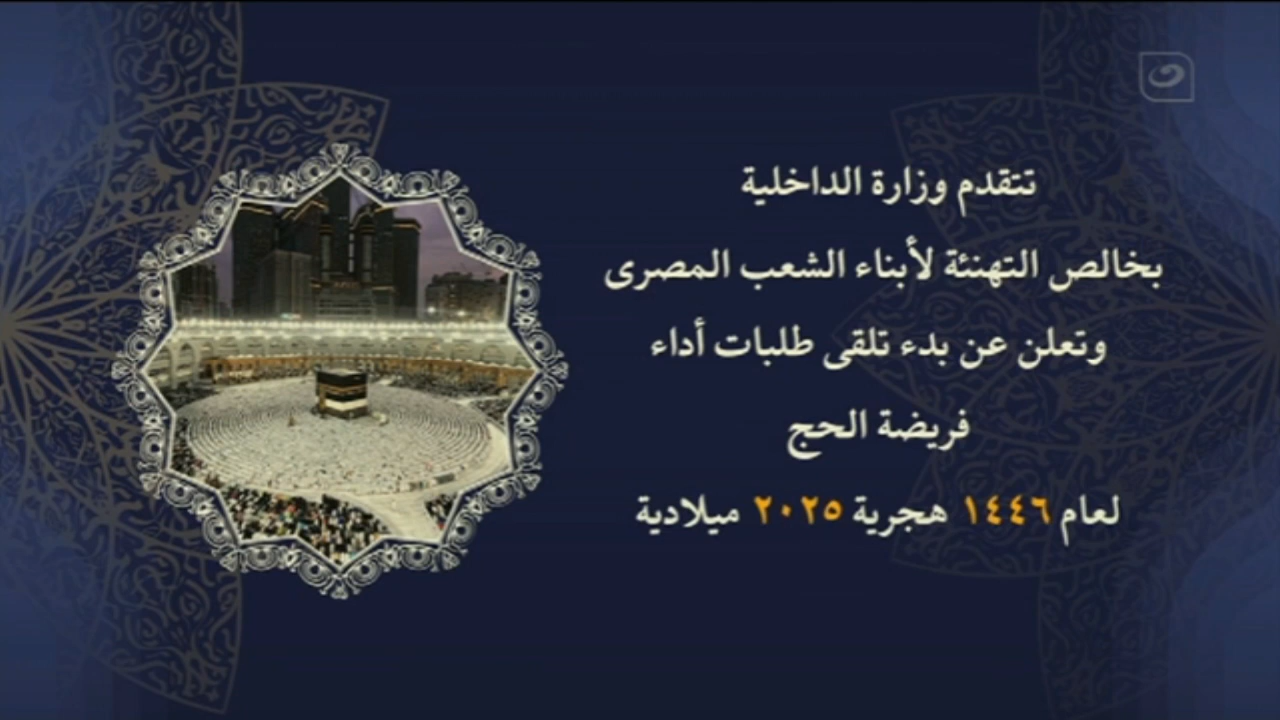 تتقدم وزارة الداخلية
بخالص التهنئة لأبناء الشعب المصرى
وتعلن عن بدء تلقى طلبات أداء
فريضة الحج
لعام ١٤٤٦ هجرية ٢٠٢٥ ميلادية